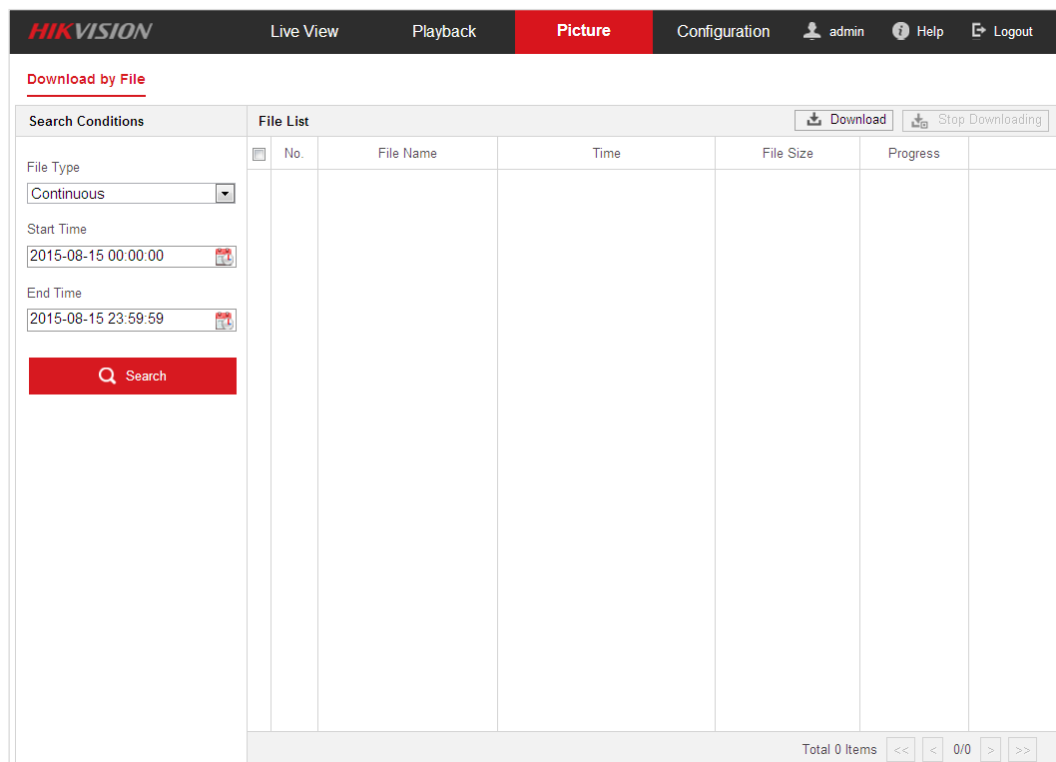 HIKVISION Live View Playback Picture Configuration admin Help Logout
Download by File
Search Conditions
File List Download Stop Downloading
No. File Name Time File Size Progress
File Type
Continuous
Start Time
2015-08-15 00:00:00
End Time
2015-08-15 23:59:59
Search
Total 0 Items << < 0/0 > >>